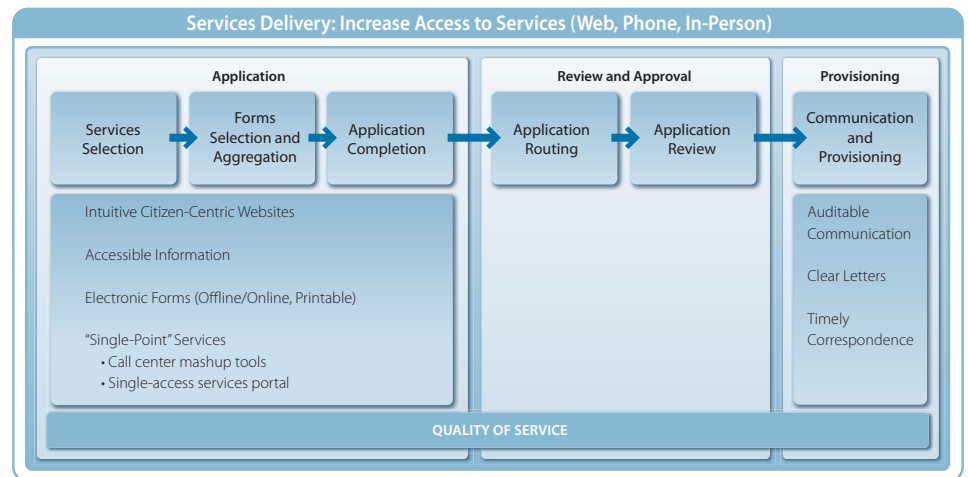 Services Delivery: Increase Access to Services (Web, Phone, In-Person)
Application
Services
Selection
Forms
Selection and
Aggregation
Application
Completion
Intuitive Citizen-Centric Websites
Accessible Information
Electronic Forms (Offline/Online, Printable)
“Single-Point” Services
• Call center mashup tools
• Single-access services portal
Review and Approval
Application
Routing
Application
Review
Provisioning
Communication
and
Provisioning
Auditable
Communication
Clear Letters
Timely
Correspondence
QUALITY OF SERVICE